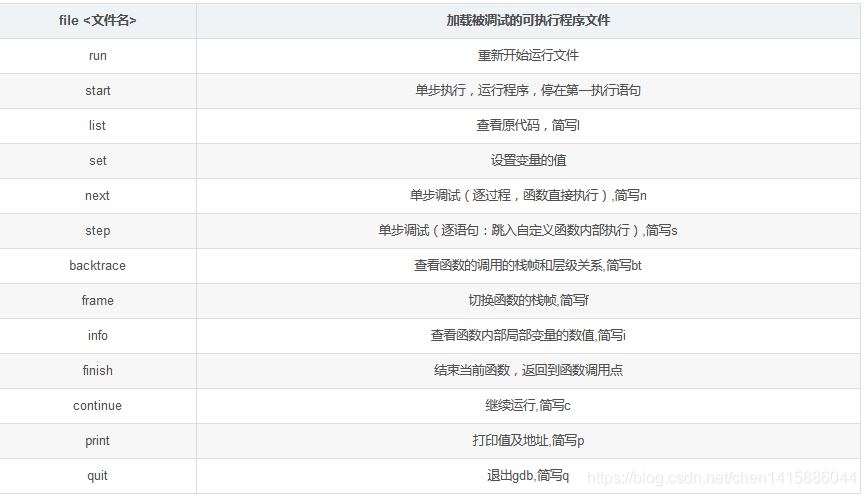 file <文件名> 加载被调试的可执行程序文件
run 重新开始运行文件
start 单步执行，运行程序，停在第一执行语句
list 查看原代码，简写l
set 设置变量的值
next 单步调试（逐过程，函数直接执行）,简写n
step 单步调试（逐语句：跳入自定义函数内部执行）,简写s
backtrace 查看函数的调用的栈帧和层级关系,简写bt
frame 切换函数的栈帧,简写f
info 查看函数内部局部变量的数值,简写i
finish 结束当前函数，返回到函数调用点
continue 继续运行,简写c
print 打印值及地址,简写p
quit 退出gdb,简写q
https://blog.csdn.net/chen1415886044